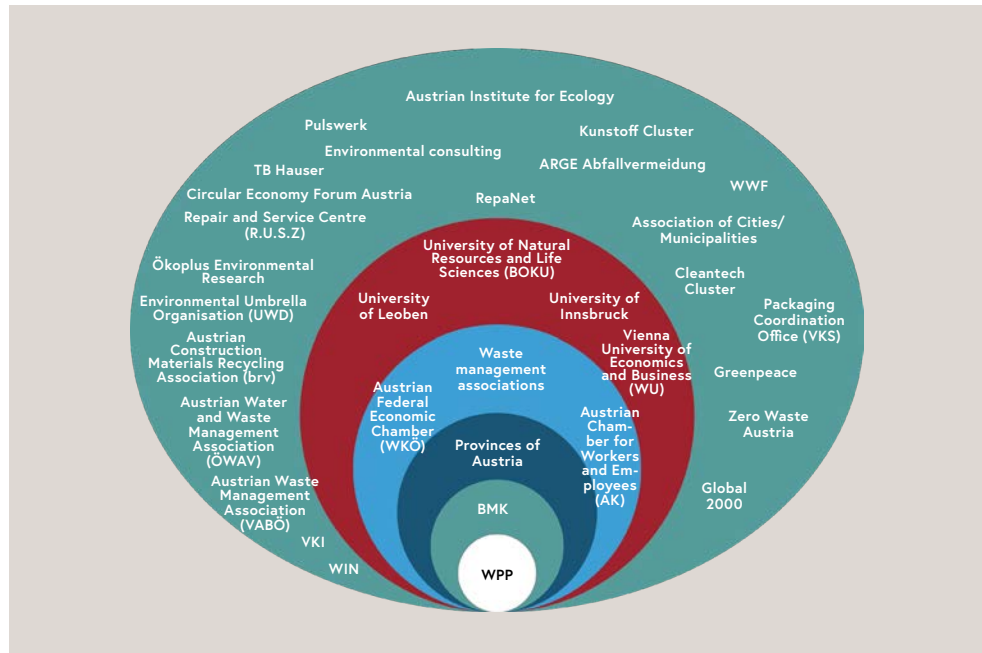 Austrian Institute for Ecology
Pulswerk
Kunstoff Cluster
Environmental consulting
ARGE Abfallvermeidung
TB Hauser
WWF
Circular Economy Forum Austria
RepaNet
Repair and Service Centre
(R.U.S.Z)
Association of Cities/
Municipalities
University of Natural
Resources and Life
Sciences (BOKU)
Ökoplus Environmental
Research
Cleantech
Cluster
Environmental Umbrella
Organisation (UWD)
University
of Leoben
University of
Innsbruck
Packaging
Coordination
Office (VKS)
Austrian
Construction
Materials Recycling
Association (brv)
Waste
management
associations
Vienna
University of
Economics
and Business
(WU)
Greenpeace
Austrian
Federal
Economic
Chamber
(WKÖ)
Austrian Water
and Waste
Management
Association
(ÖWAV)
Austrian
Cham-
ber for
Workers
and Em-
ployees
(AK)
Zero Waste
Austria
Provinces of
Austria
Austrian Waste
Management
Association
(VABÖ)
Global
2000
BMK
VKI
WIN
WPP